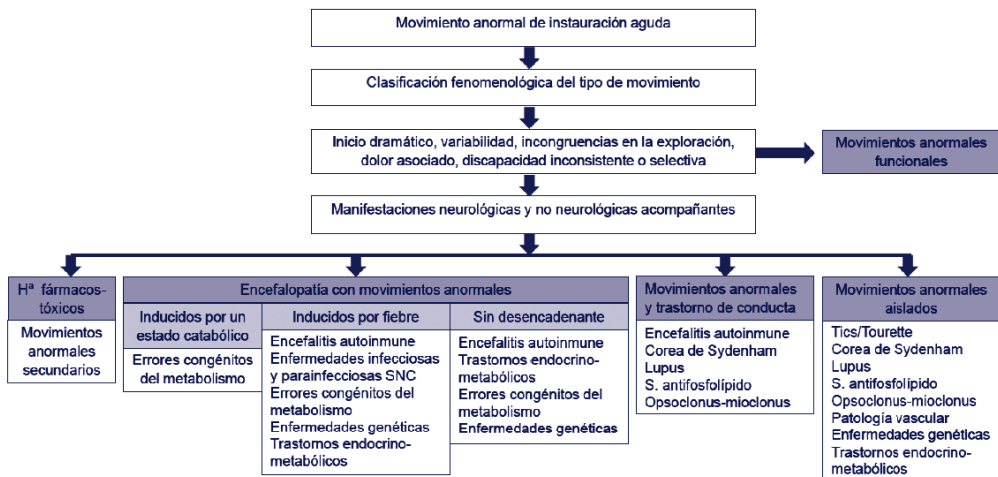 Movimiento anormal de instauración aguda
Clasificación fenomenológica del tipo de movimiento
Inicio dramático, variabilidad, incongruencias en la exploración,
dolor asociado, discapacidad inconsistente o selectiva
Movimientos anormales
funcionales
Manifestaciones neurológicas y no neurológicas acompañantes
Hª fármacos-
tóxicos
Movimientos
anormales
secundarios
Encefalopatía con movimientos anormales
Inducidos por un
estado catabólico
Errores congénitos
del metabolismo
Inducidos por fiebre
Encefalitis autoinmune
Enfermedades infecciosas
y parainfecciosas SNC
Errores congénitos del
metabolismo
Enfermedades genéticas
Trastornos endocrino-
metabólicos
Sin desencadenante
Encefalitis autoinmune
Trastornos endocrino-
metabólicos
Errores congénitos del
metabolismo
Enfermedades genéticas
Movimientos anormales
y trastorno de conducta
Encefalitis autoinmune
Corea de Sydenham
Lupus
S. antifosfolípido
Opsoclonus-mioclonus
Movimientos anormales
aislados
Tics/Tourette
Corea de Sydenham
Lupus
S. antifosfolípido
Opsoclonus-mioclonus
Patología vascular
Enfermedades genéticas
Trastornos endocrino-
metabólicos